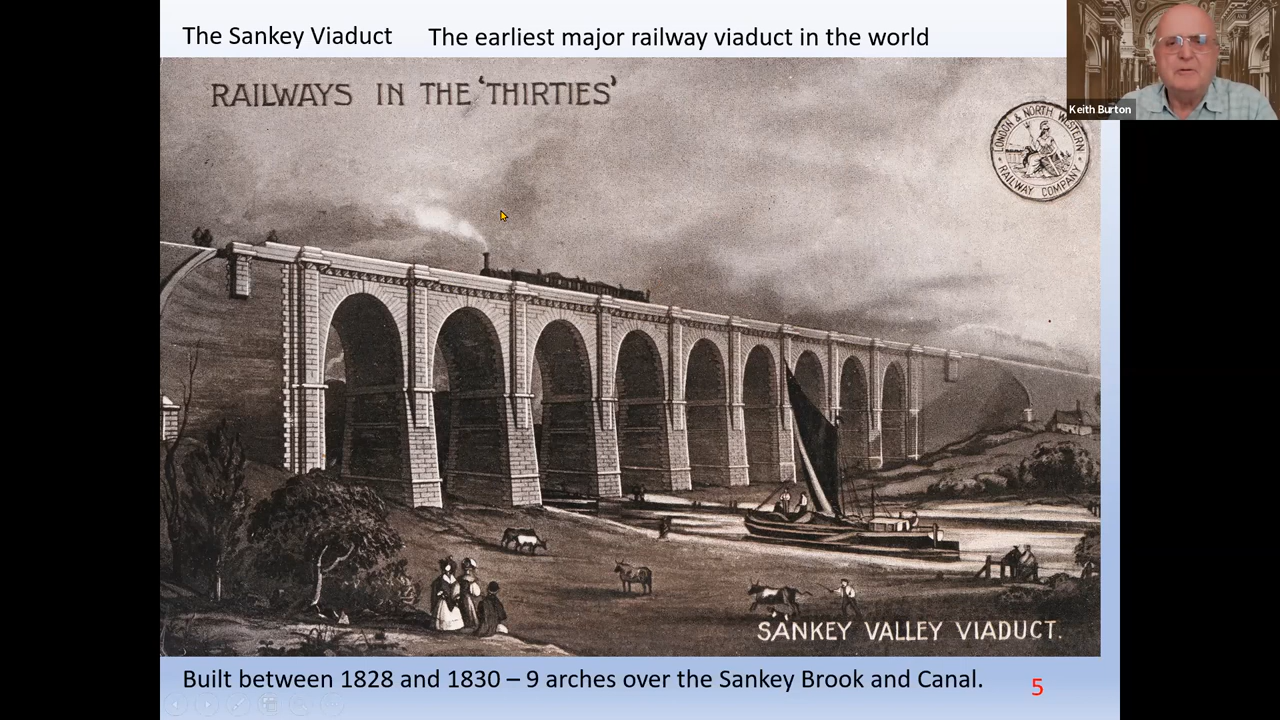 The Sankey Viaduct The earliest major railway viaduct in the world
Keith Burton
RAILWAYS IN THE 'THIRTIES'
LONDON & NORTH WESTERN
RAILWAY COMPANY
SANKEY VALLEY VIADUCT.
Built between 1828 and 1830 – 9 arches over the Sankey Brook and Canal.
5